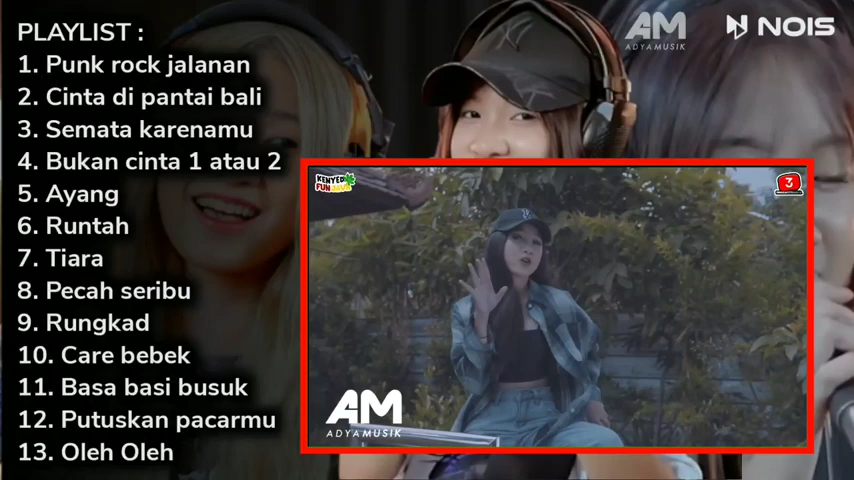 PLAYLIST :
1. Punk rock jalanan
2. Cinta di pantai bali
3. Semata karenamu
4. Bukan cinta 1 atau 2
5. Ayang
6. Runtah
7. Tiara
8. Pecah seribu
9. Rungkad
10. Care bebek
11. Basa basi busuk
12. Putuskan pacarmu
13. Oleh Oleh
AM
ADYAMUSIK
NOIS
KENYED
FUN
3
AM
ADYAMUSIK